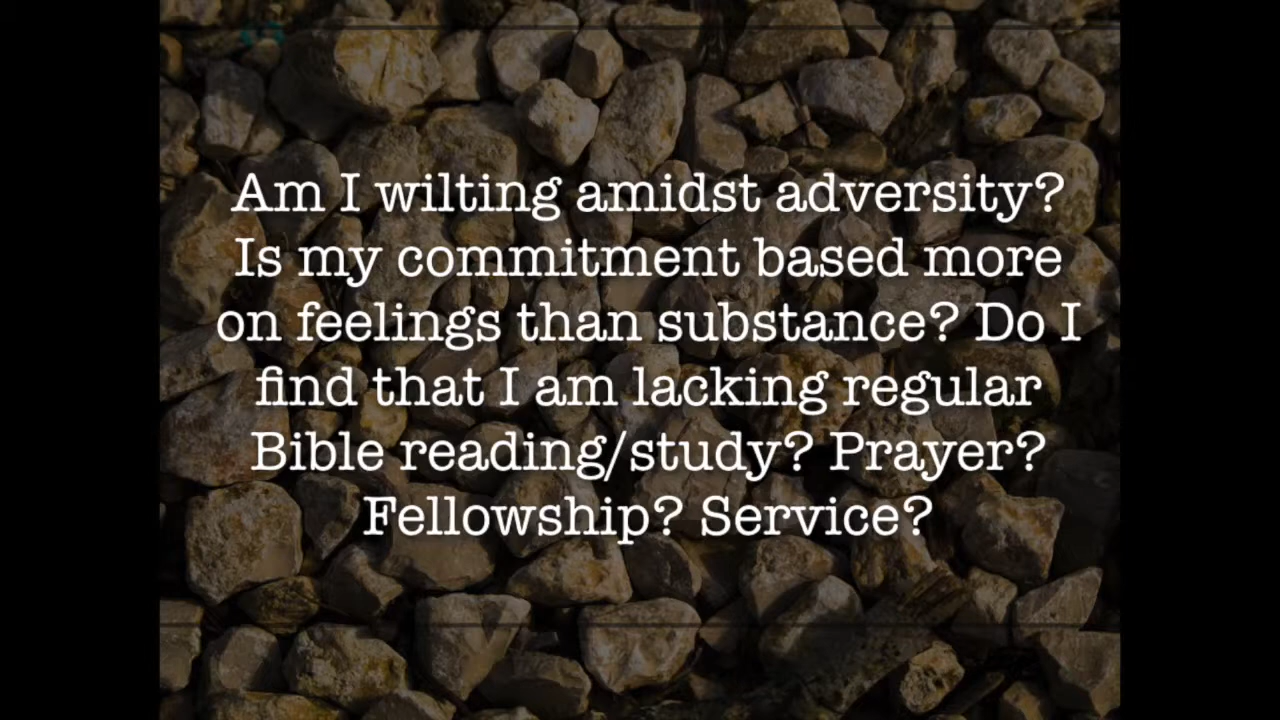 Am I wilting amidst adversity?
Is my commitment based more
on feelings than substance? Do I
find that I am lacking regular
Bible reading/study? Prayer?
Fellowship? Service?